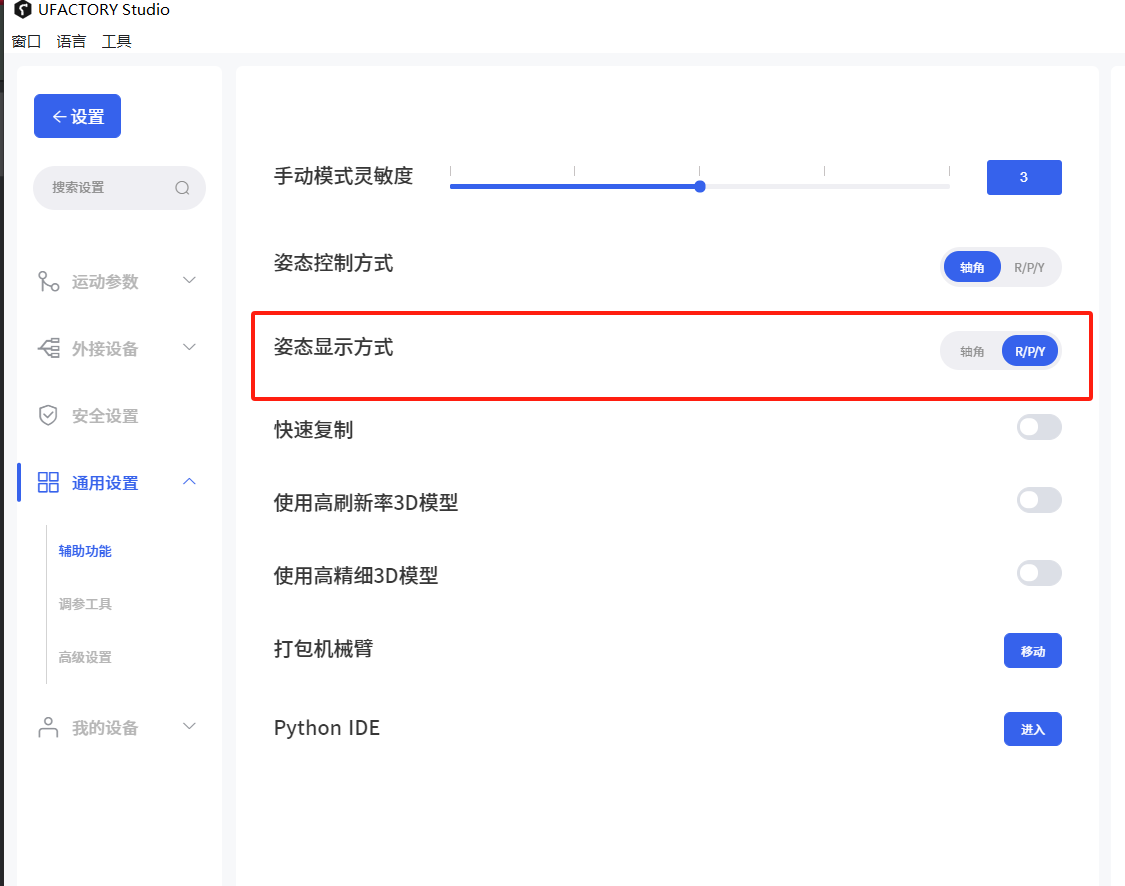 UFACTORY Studio
窗口 语言 工具
设置
搜索设置
运动参数
外接设备
安全设置
通用设置
辅助功能
调参工具
高级设置
我的设备
手动模式灵敏度 3
姿态控制方式 轴角 R/P/Y
姿态显示方式 轴角 R/P/Y
快速复制
使用高刷新率3D模型
使用高精细3D模型
打包机械臂 移动
Python IDE 进入